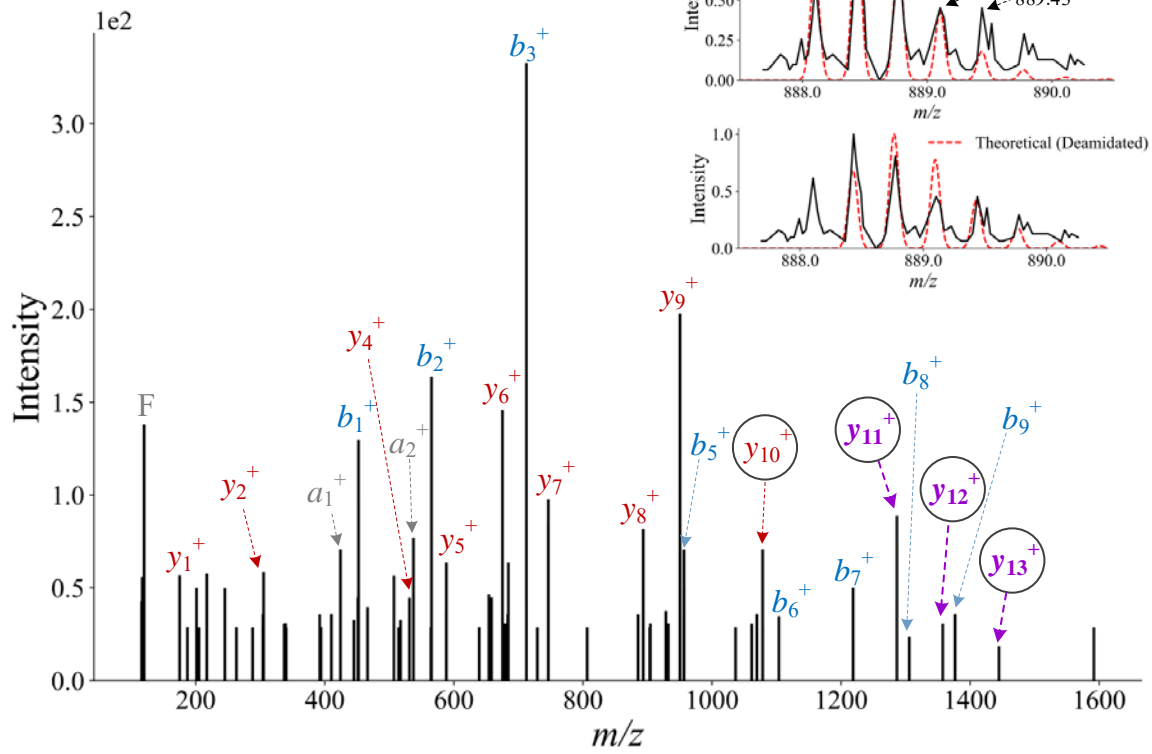 1e2
Intensity
3.0
2.5
2.0
1.5
1.0
0.5
0.0
200
400
600
800
1000
1200
1400
1600
m/z
F
y₁⁺
y₂⁺
a₁⁺
b₁⁺
y₄⁺
a₂⁺
b₂⁺
y₅⁺
y₆⁺
b₃⁺
y₇⁺
y₈⁺
y₉⁺
b₅⁺
y₁₀⁺
b₆⁺
b₇⁺
y₁₁⁺
b₈⁺
y₁₂⁺
b₉⁺
y₁₃⁺
0.50
0.25
0.00
888.0
889.0
890.0
m/z
Theoretical (Deamidated)
Intensity
1.0
0.5
0.0
888.0
889.0
890.0
m/z